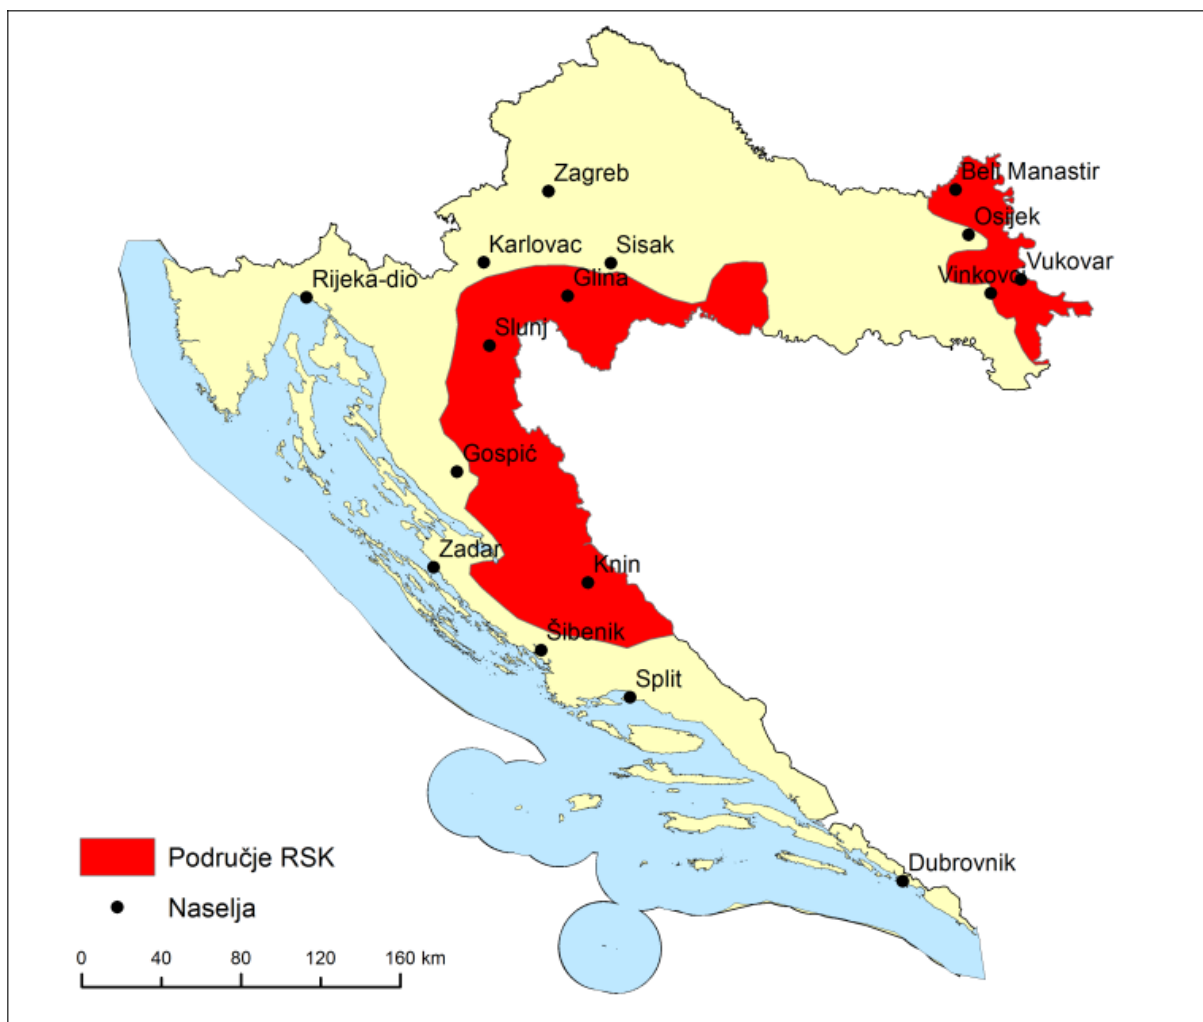 Zagreb
Beli Manastir
Osijek
Karlovac
Sisak
Vukovar
Rijeka-dio
Glina
Vinkovci
Slunj
Gospić
Zadar
Knin
Šibenik
Split
Područje RSK
Dubrovnik
Naselja
0 40 80 120 160 km